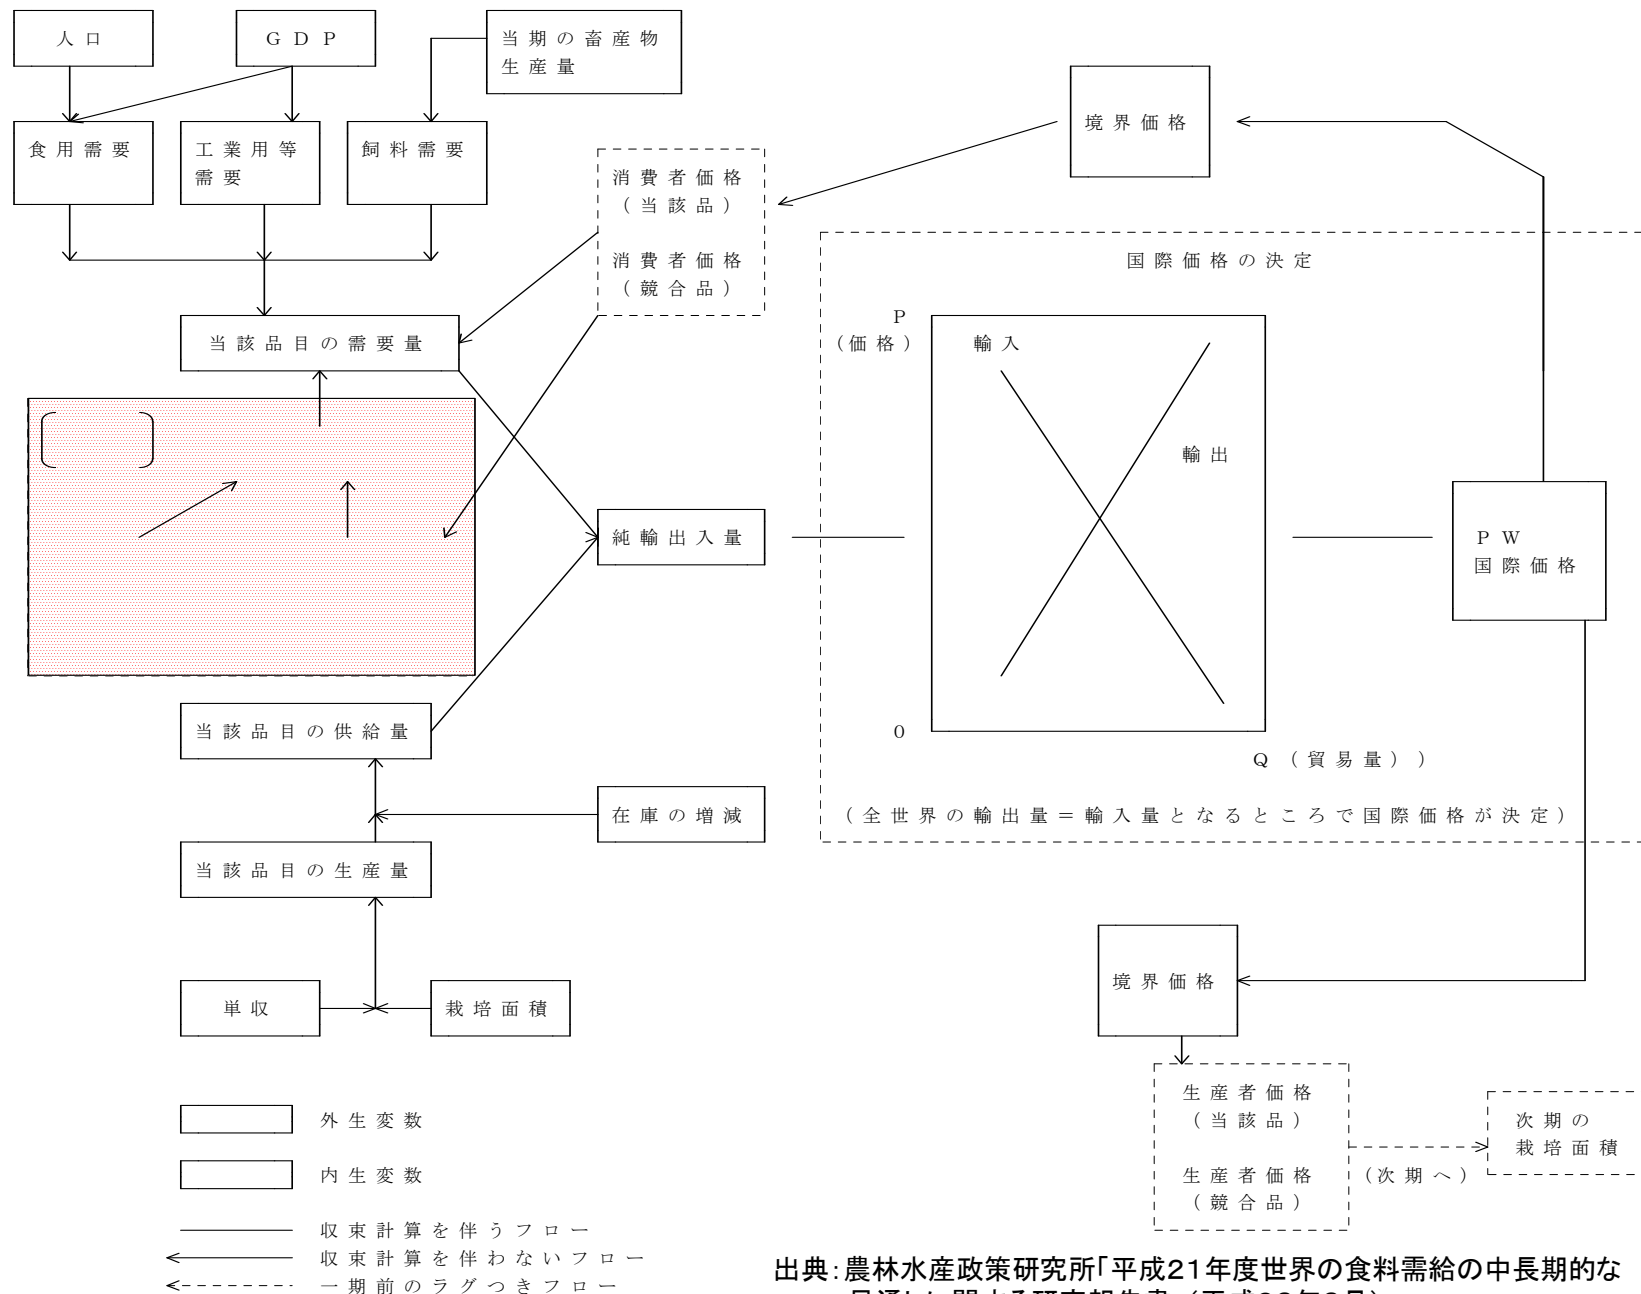 人口
GDP
当期の畜産物
生産量
食用需要
工業用等
需要
飼料需要
消費者価格
(当該品)
消費者価格
(競合品)
境界価格
国際価格の決定
当該品目の需要量
P
(価格)
輸入
輸出
純輸出入量
PW
国際価格
当該品目の供給量
0
Q(貿易量))
在庫の増減
(全世界の輸出量=輸入量となるところで国際価格が決定)
当該品目の生産量
単収
栽培面積
境界価格
生産者価格
(当該品)
生産者価格
(競合品)
(次期へ)
次期の
栽培面積
外生変数
内生変数
収束計算を伴うフロー
収束計算を伴わないフロー
一期前のラグつきフロー
出典:農林水産政策研究所「平成21年度世界の食料需給の中長期的な